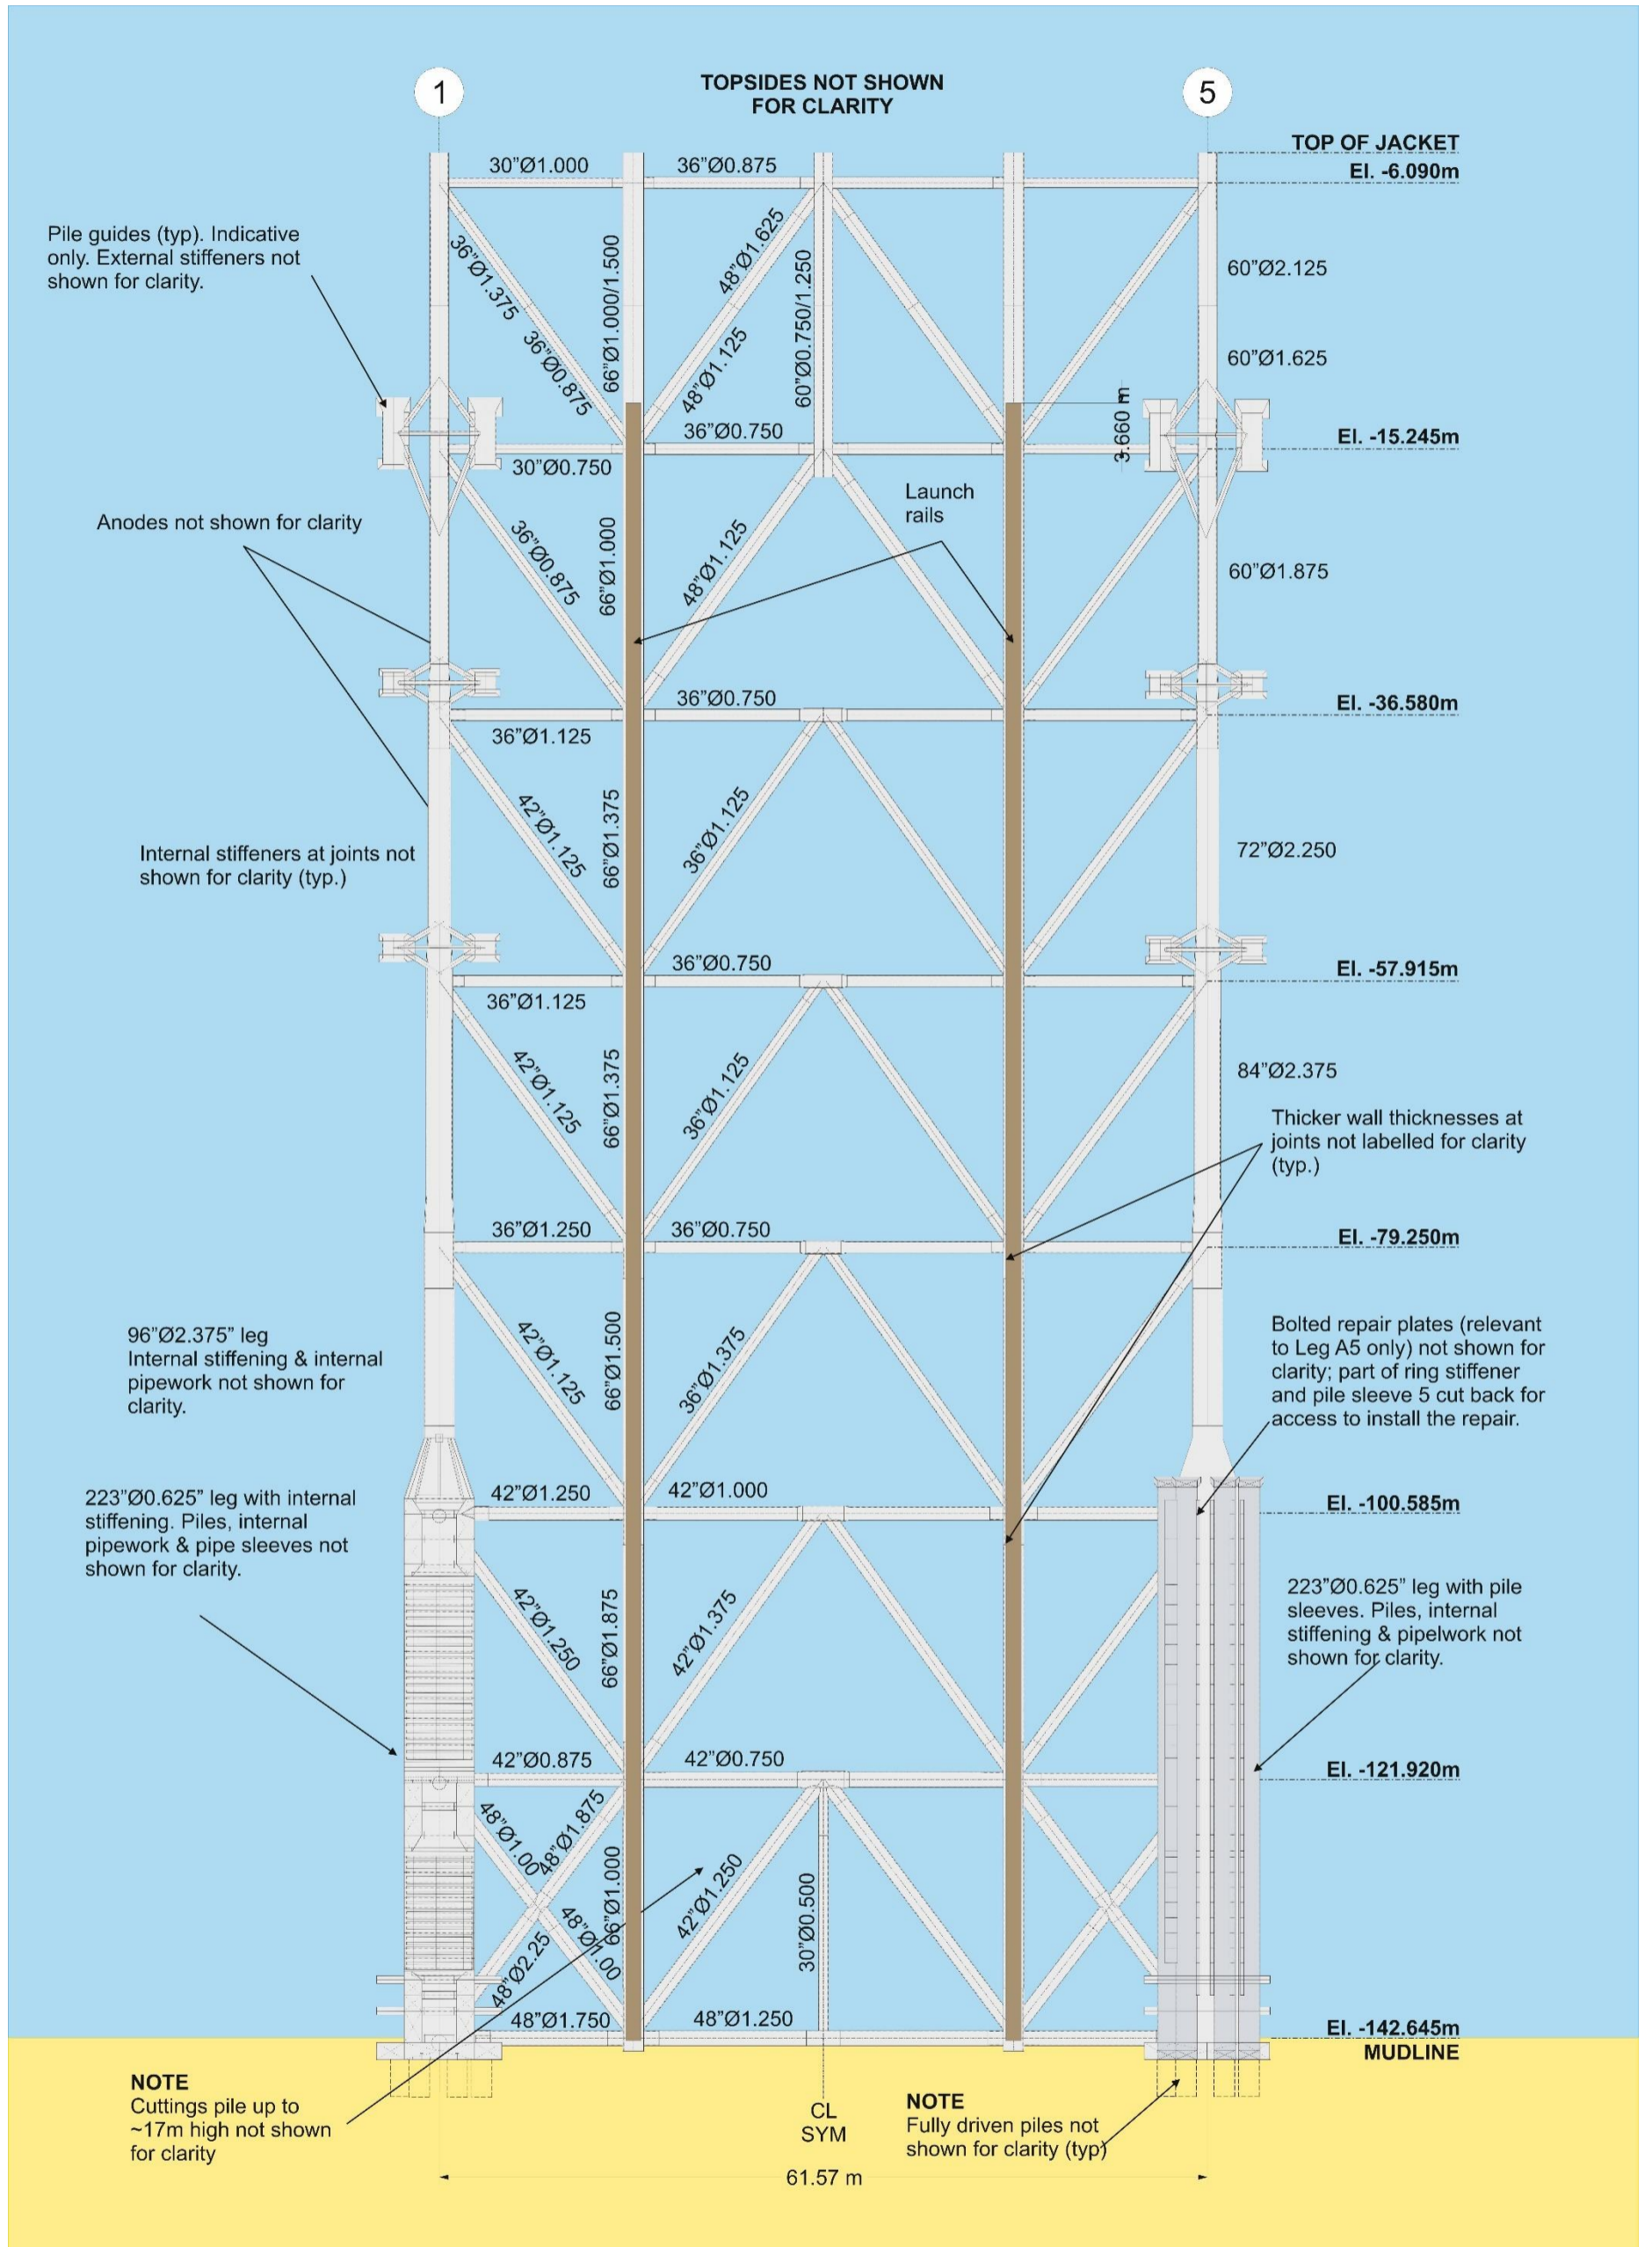 1
TOPSIDES NOT SHOWN
FOR CLARITY
5
TOP OF JACKET
El. -6.090m
30”Ø1.000
36”Ø0.875
Pile guides (typ). Indicative
only. External stiffeners not
shown for clarity.
36”Ø1.375
36”Ø0.875
66”Ø1.000/1.500
48”Ø1.625
48”Ø1.125
60”Ø0.750/1.250
60”Ø2.125
60”Ø1.625
3.660 m
36”Ø0.750
El. -15.245m
30”Ø0.750
Launch
rails
Anodes not shown for clarity
36”Ø0.875
66”Ø1.000
48”Ø1.125
60”Ø1.875
36”Ø0.750
El. -36.580m
36”Ø1.125
42”Ø1.125
66”Ø1.375
36”Ø1.125
72”Ø2.250
Internal stiffeners at joints not
shown for clarity (typ.)
36”Ø0.750
El. -57.915m
36”Ø1.125
42”Ø1.125
66”Ø1.375
36”Ø1.125
84”Ø2.375
Thicker wall thicknesses at
joints not labelled for clarity
(typ.)
36”Ø1.250
36”Ø0.750
El. -79.250m
96”Ø2.375” leg
Internal stiffening & internal
pipework not shown for
clarity.
42”Ø1.125
66”Ø1.500
36”Ø1.375
Bolted repair plates (relevant
to Leg A5 only) not shown for
clarity; part of ring stiffener
and pile sleeve 5 cut back for
access to install the repair.
42”Ø1.250
42”Ø1.000
El. -100.585m
223”Ø0.625” leg with internal
stiffening. Piles, internal
pipework & pipe sleeves not
shown for clarity.
42”Ø1.250
66”Ø1.875
42”Ø1.375
223”Ø0.625” leg with pile
sleeves. Piles, internal
stiffening & pipelwork not
shown for clarity.
42”Ø0.875
42”Ø0.750
El. -121.920m
48”Ø1.00
48”Ø1.875
66”Ø1.000
48”Ø2.25
48”Ø1.00
42”Ø1.250
30”Ø0.500
48”Ø1.750
48”Ø1.250
El. -142.645m
MUDLINE
NOTE
Cuttings pile up to
~17m high not shown
for clarity
CL
SYM
NOTE
Fully driven piles not
shown for clarity (typ)
61.57 m